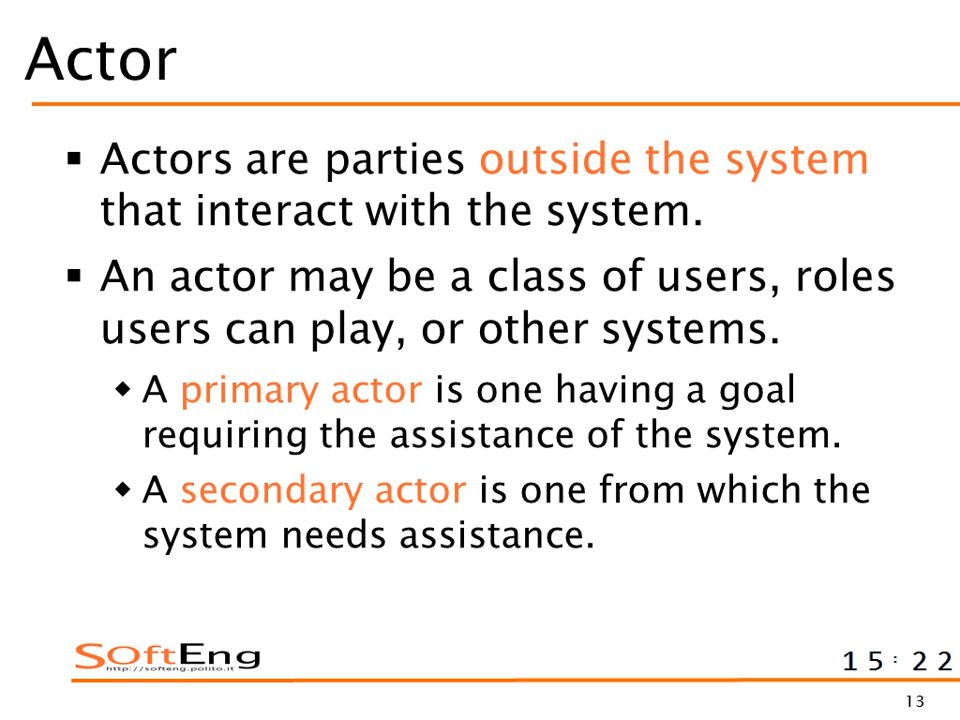 Actor
▪ Actors are parties outside the system
that interact with the system.
▪ An actor may be a class of users, roles
users can play, or other systems.
◆ A primary actor is one having a goal
requiring the assistance of the system.
◆ A secondary actor is one from which the
system needs assistance.
SOftEng
http://softeng.polito.it
15:22
13